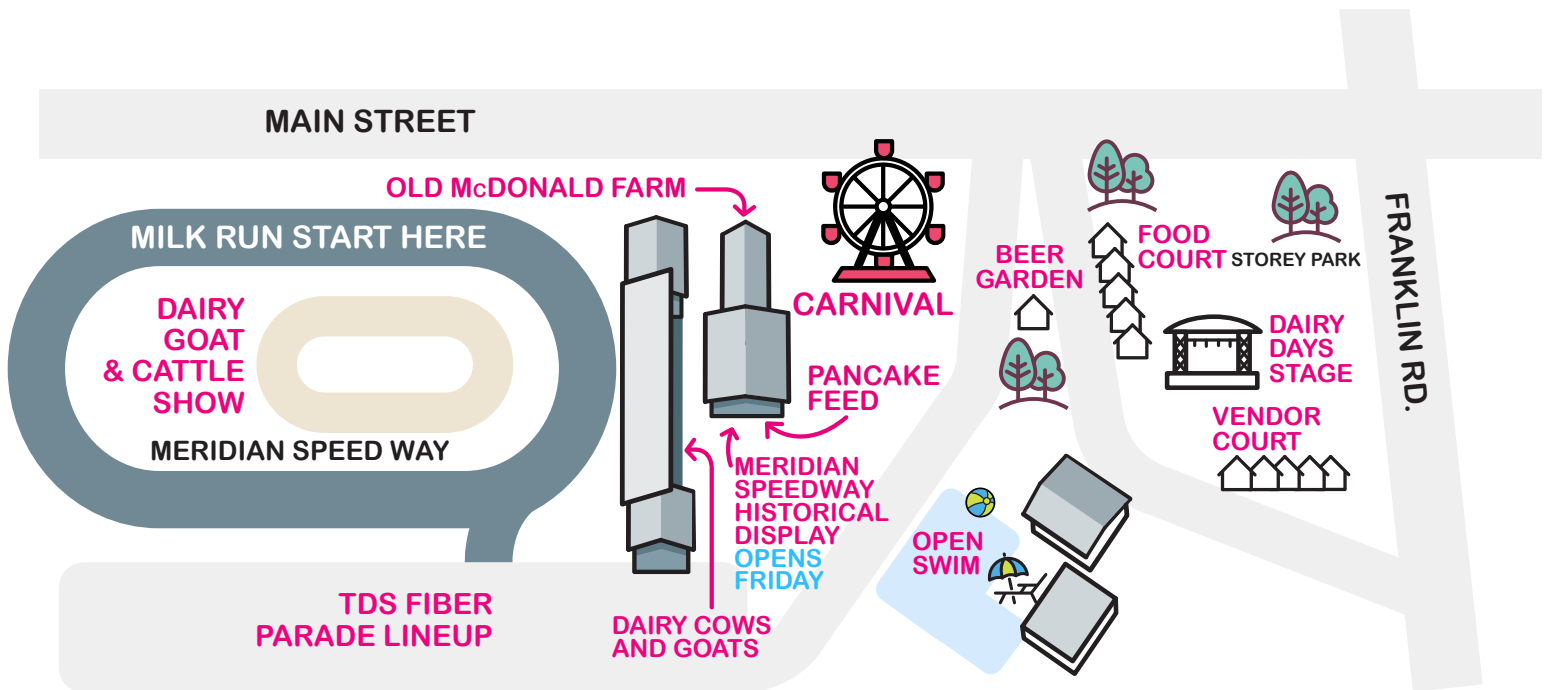 MAIN STREET
OLD McDONALD FARM
MILK RUN START HERE
DAIRY
GOAT
& CATTLE
SHOW
MERIDIAN SPEED WAY
CARNIVAL
BEER
GARDEN
FOOD
COURT
STOREY PARK
FRANKLIN RD.
DAIRY
DAYS
STAGE
VENDOR
COURT
PANCAKE
FEED
MERIDIAN
SPEEDWAY
HISTORICAL
DISPLAY
OPENS
FRIDAY
OPEN
SWIM
TDS FIBER
PARADE LINEUP
DAIRY COWS
AND GOATS